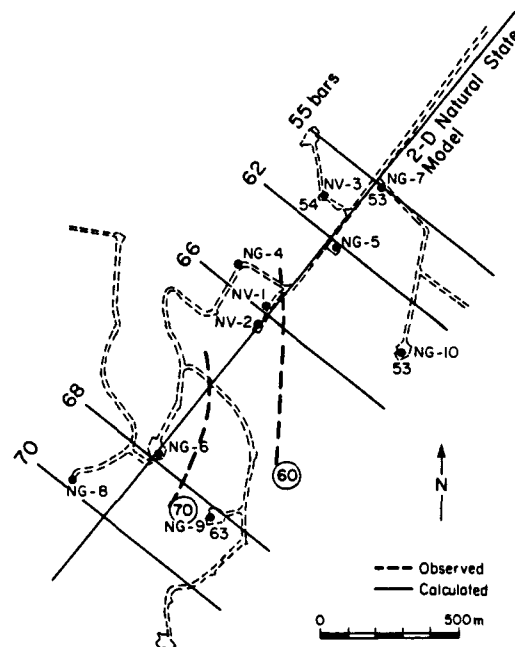 55 bars
2-D Natural State
Model
62
NV-3
54
NG-7
53
NG-5
66
NG-4
NV-1
NV-2
NG-10
53
68
70
NG-6
NG-8
60
70
NG-9
63
N
Observed
Calculated
0
500m